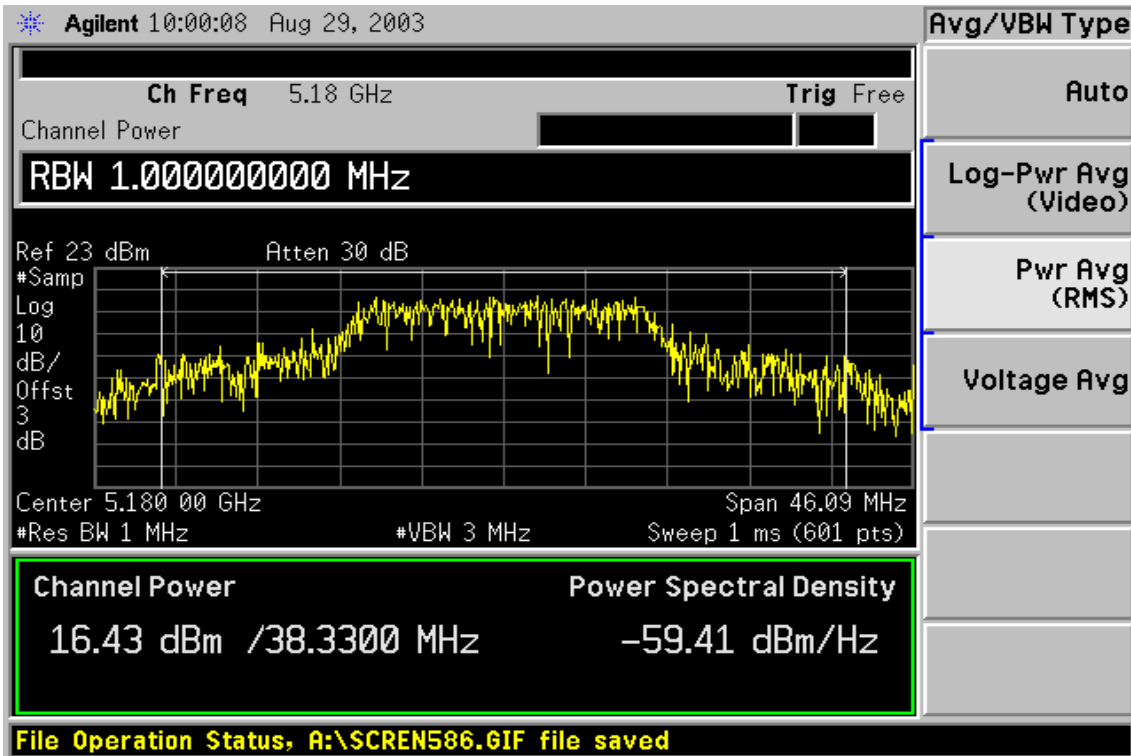 Agilent 10:00:08 Aug 29, 2003
Avg/VBW Type
Ch Freq 5.18 GHz Trig Free
Channel Power
RBW 1.000000000 MHz
Ref 23 dBm Atten 30 dB
#Samp
Log
10
dB/
Offst
3
dB
Center 5.180 00 GHz Span 46.09 MHz
#Res BW 1 MHz #VBW 3 MHz Sweep 1 ms (601 pts)
Channel Power Power Spectral Density
16.43 dBm /38.3300 MHz -59.41 dBm/Hz
File Operation Status, A:\SCREN586.GIF file saved
Auto
Log-Pwr Avg
(Video)
Pwr Avg
(RMS)
Voltage Avg